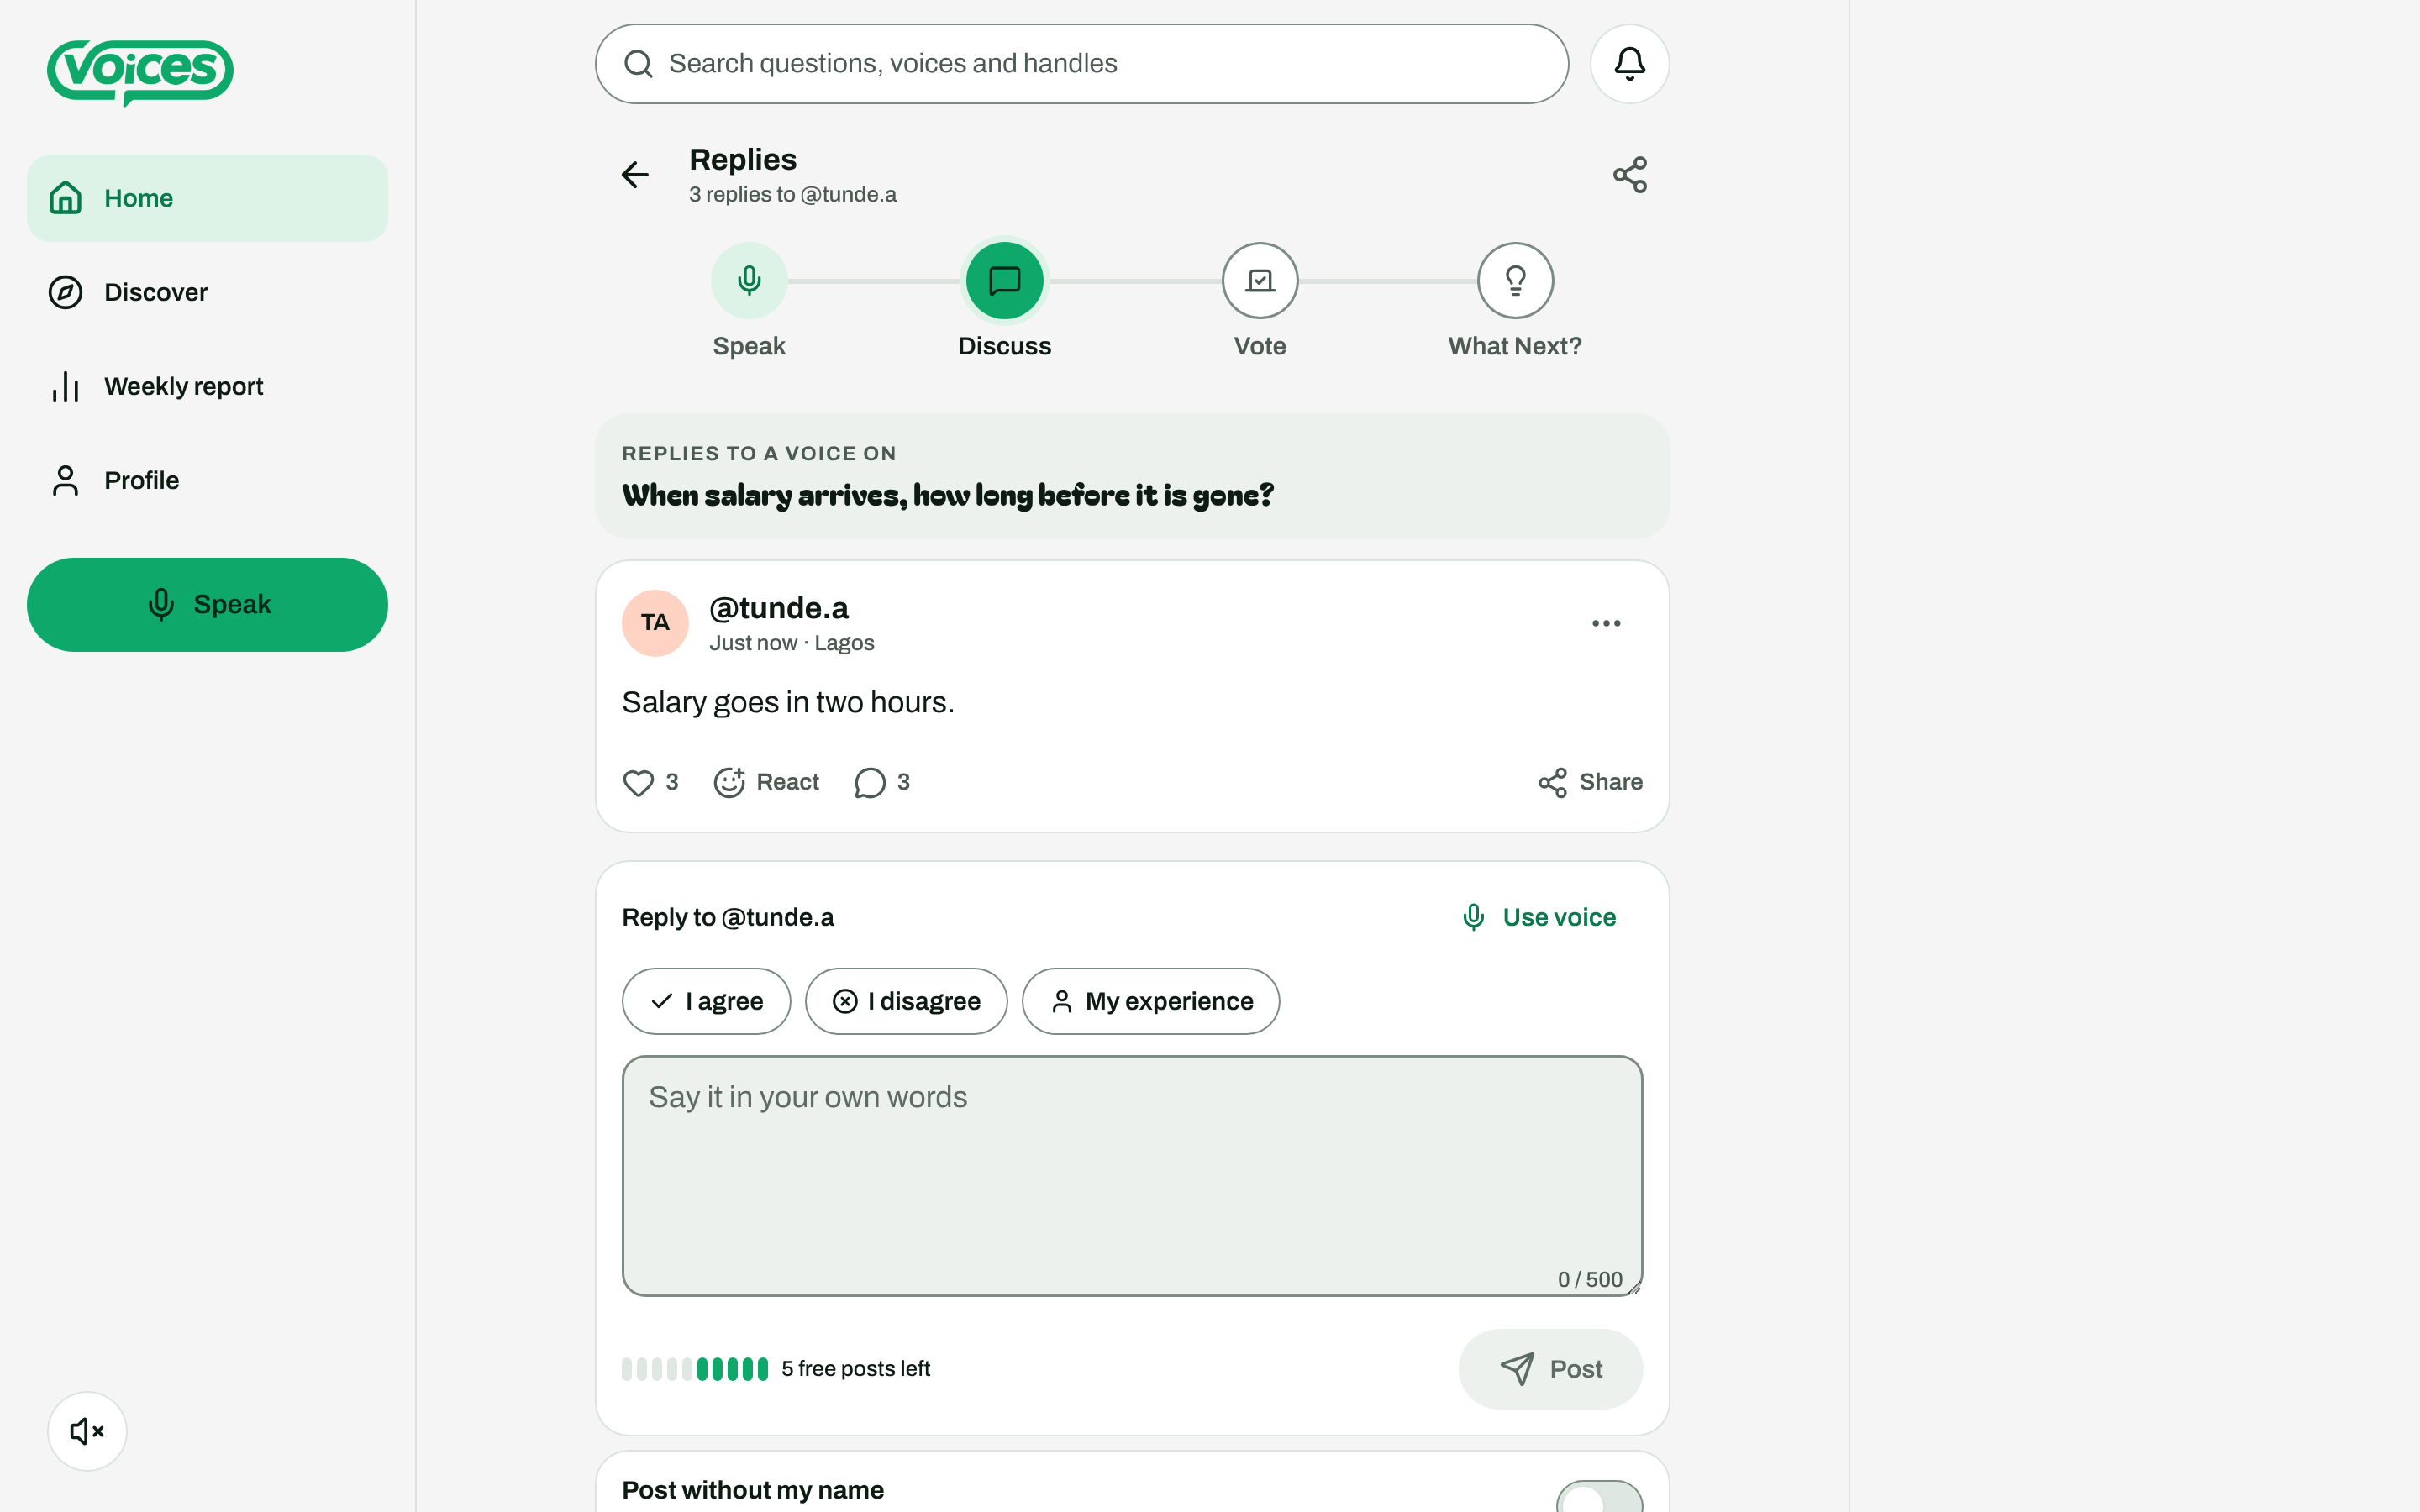 voices
Search questions, voices and handles
Home
Discover
Weekly report
Profile
Speak
Replies
3 replies to @tunde.a
Speak
Discuss
Vote
What Next?
REPLIES TO A VOICE ON
When salary arrives, how long before it is gone?
TA
@tunde.a
Just now · Lagos
Salary goes in two hours.
3
React
3
Share
Reply to @tunde.a
Use voice
I agree
I disagree
My experience
Say it in your own words
0 / 500
5 free posts left
Post
Post without my name